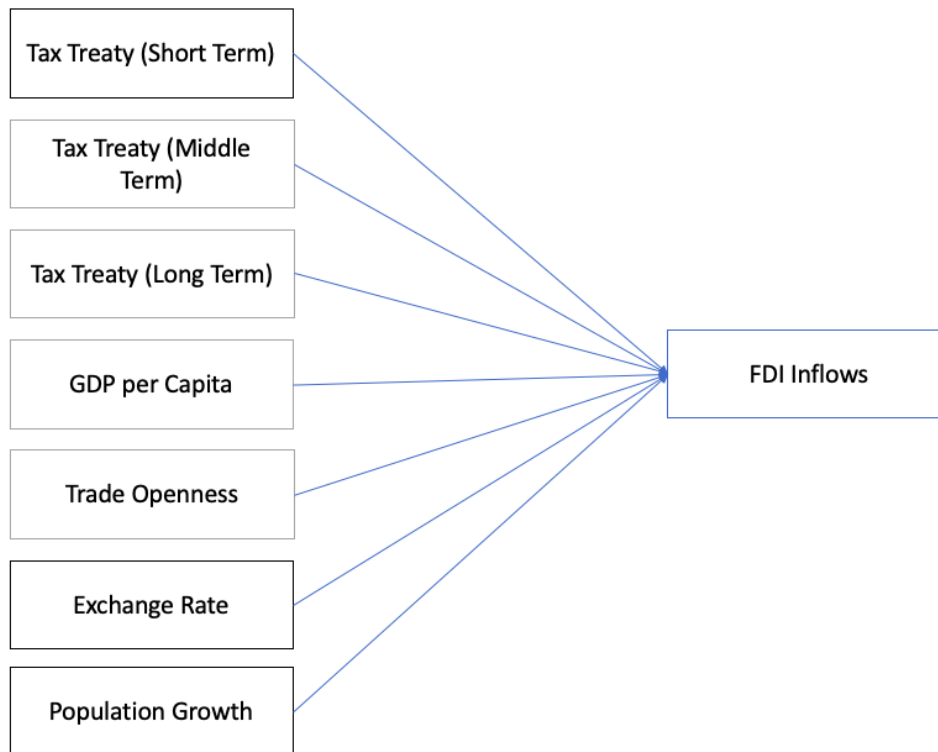 Tax Treaty (Short Term)
Tax Treaty (Middle
Term)
Tax Treaty (Long Term)
GDP per Capita
FDI Inflows
Trade Openness
Exchange Rate
Population Growth